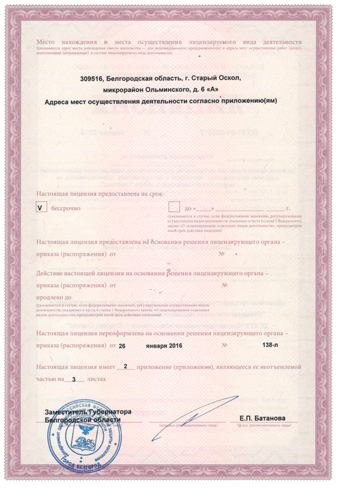 Место нахождения и места осуществления лицензируемого вида деятельности
309516, Белгородская область, г. Старый Оскол,
микрорайон Ольминского, д. 6 «А»
Адреса мест осуществления деятельности согласно приложению(ям)
Настоящая лицензия предоставлена на срок:
V бессрочно до «____» ____ г.
Настоящая лицензия предоставлена на основании решения лицензирующего органа –
приказа (распоряжения) от №
Действие настоящей лицензии на основании решения лицензирующего органа –
приказа (распоряжения) от №
продлено до
Настоящая лицензия переоформлена на основании решения лицензирующего органа –
приказа (распоряжения) от 26 января 2016 № 138-л
Настоящая лицензия имеет 2 приложение (приложения), являющееся ее неотъемлемой
частью на 3 листах
Заместитель Губернатора
Белгородской области
Е.П. Батанова